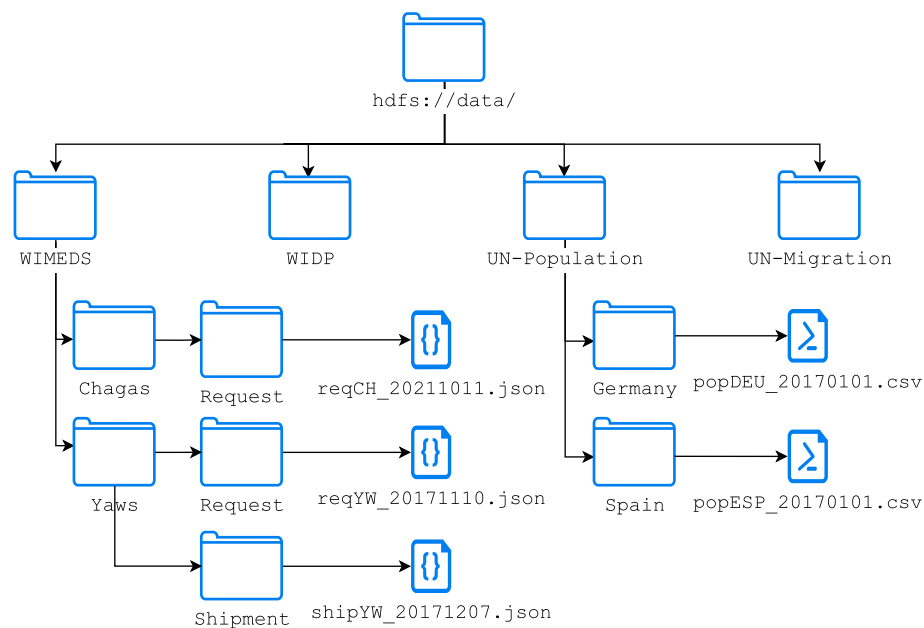 hdfs://data/
WIMEDS
WIDP
UN-Population
UN-Migration
Chagas
Request
reqCH_20211011.json
Germany
popDEU_20170101.csv
Yaws
Request
reqYW_20171110.json
Spain
popESP_20170101.csv
Shipment
shipYW_20171207.json